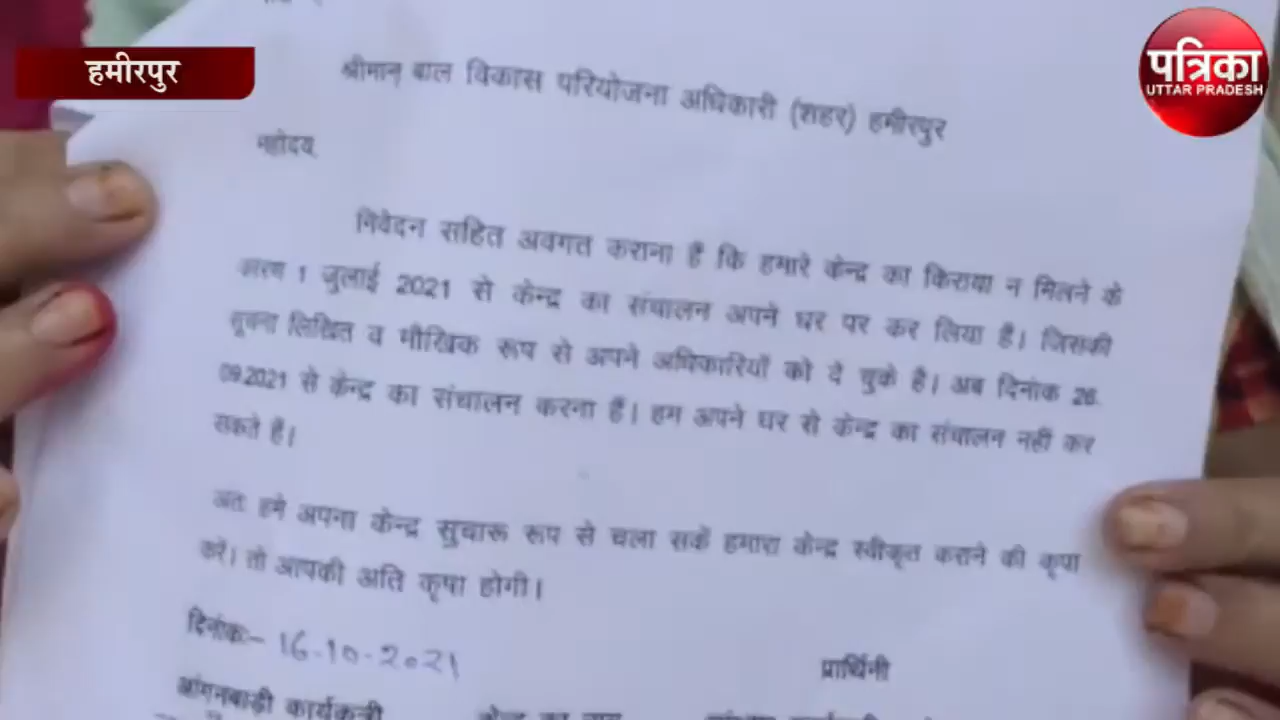 हमीरपुर
पत्रिका
UTTAR PRADESH
श्रीमान् बाल विकास परियोजना अधिकारी (शहर) हमीरपुर
महोदय,
निवेदन सहित अवगत कराना है कि हमारे केन्द्र का किराया न मिलने के
कारण 1 जुलाई 2021 से केन्द्र का संचालन अपने घर पर कर लिया है। जिसकी
सूचना लिखित व मौखिक रूप से अपने अधिकारियों को दे चुके है। अब दिनांक 26.
09.2021 से केन्द्र का संचालन करना है। हम अपने घर से केन्द्र का संचालन नहीं कर
सकते है।
अतः हमे अपना केन्द्र सुचारू रूप से चला सकें हमारा केन्द्र स्वीकृत कराने की कृपा
करें। तो आपकी अति कृपा होगी।
दिनांकः- 16-10-2021
प्रार्थिनी
आंगनबाड़ी कार्यकत्री केन्द्र का नाम